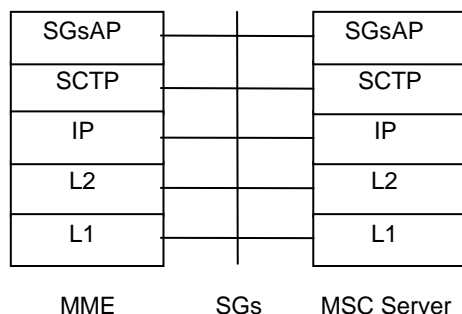 SGsAP SGsAP
SCTP SCTP
IP IP
L2 L2
L1 L1
MME SGs MSC Server